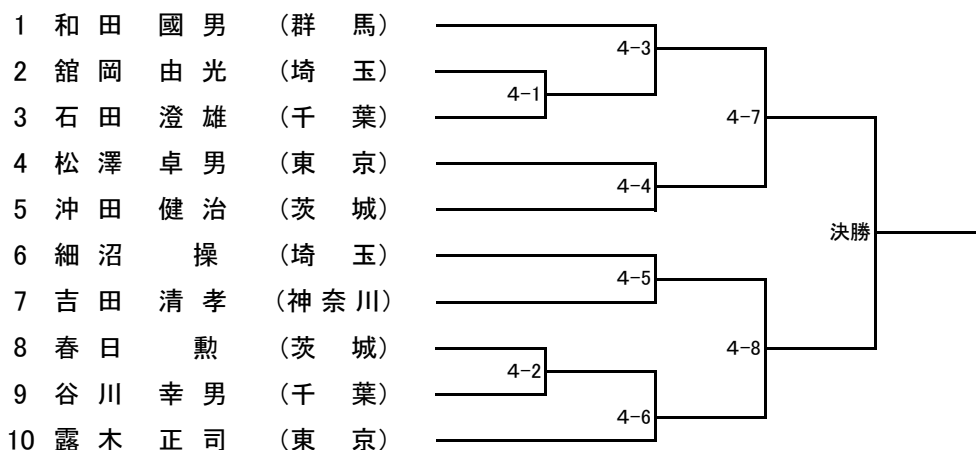 1 和田 國男 (群 馬)
4-3
2 舘岡 由光 (埼 玉)
4-1
3 石田 澄雄 (千 葉)
4-7
4 松澤 卓男 (東 京)
4-4
5 沖田 健治 (茨 城)
決勝
6 細沼 操 (埼 玉)
4-5
7 吉田 清孝 (神奈川)
8 春日 勲 (茨 城)
4-8
4-2
9 谷川 幸男 (千 葉)
4-6
10 露木 正司 (東 京)